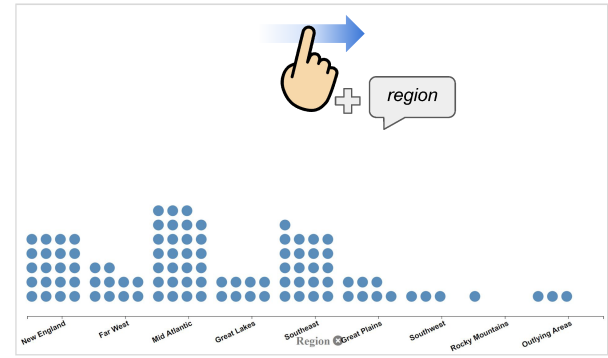 region
New England
Far West
Mid Atlantic
Great Lakes
Southeast
Great Plains
Southwest
Rocky Mountains
Outlying Areas
Region